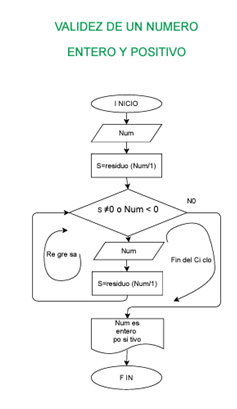 VALIDEZ DE UN NUMERO
ENTERO Y POSITIVO
I NICIO
Num
S=residuo (Num/1)
s ≠0 o Num < 0
N0
Num
Re gre sa
Fin del Ci clo
S=residuo (Num/1)
Num es
entero
po si tivo
F IN